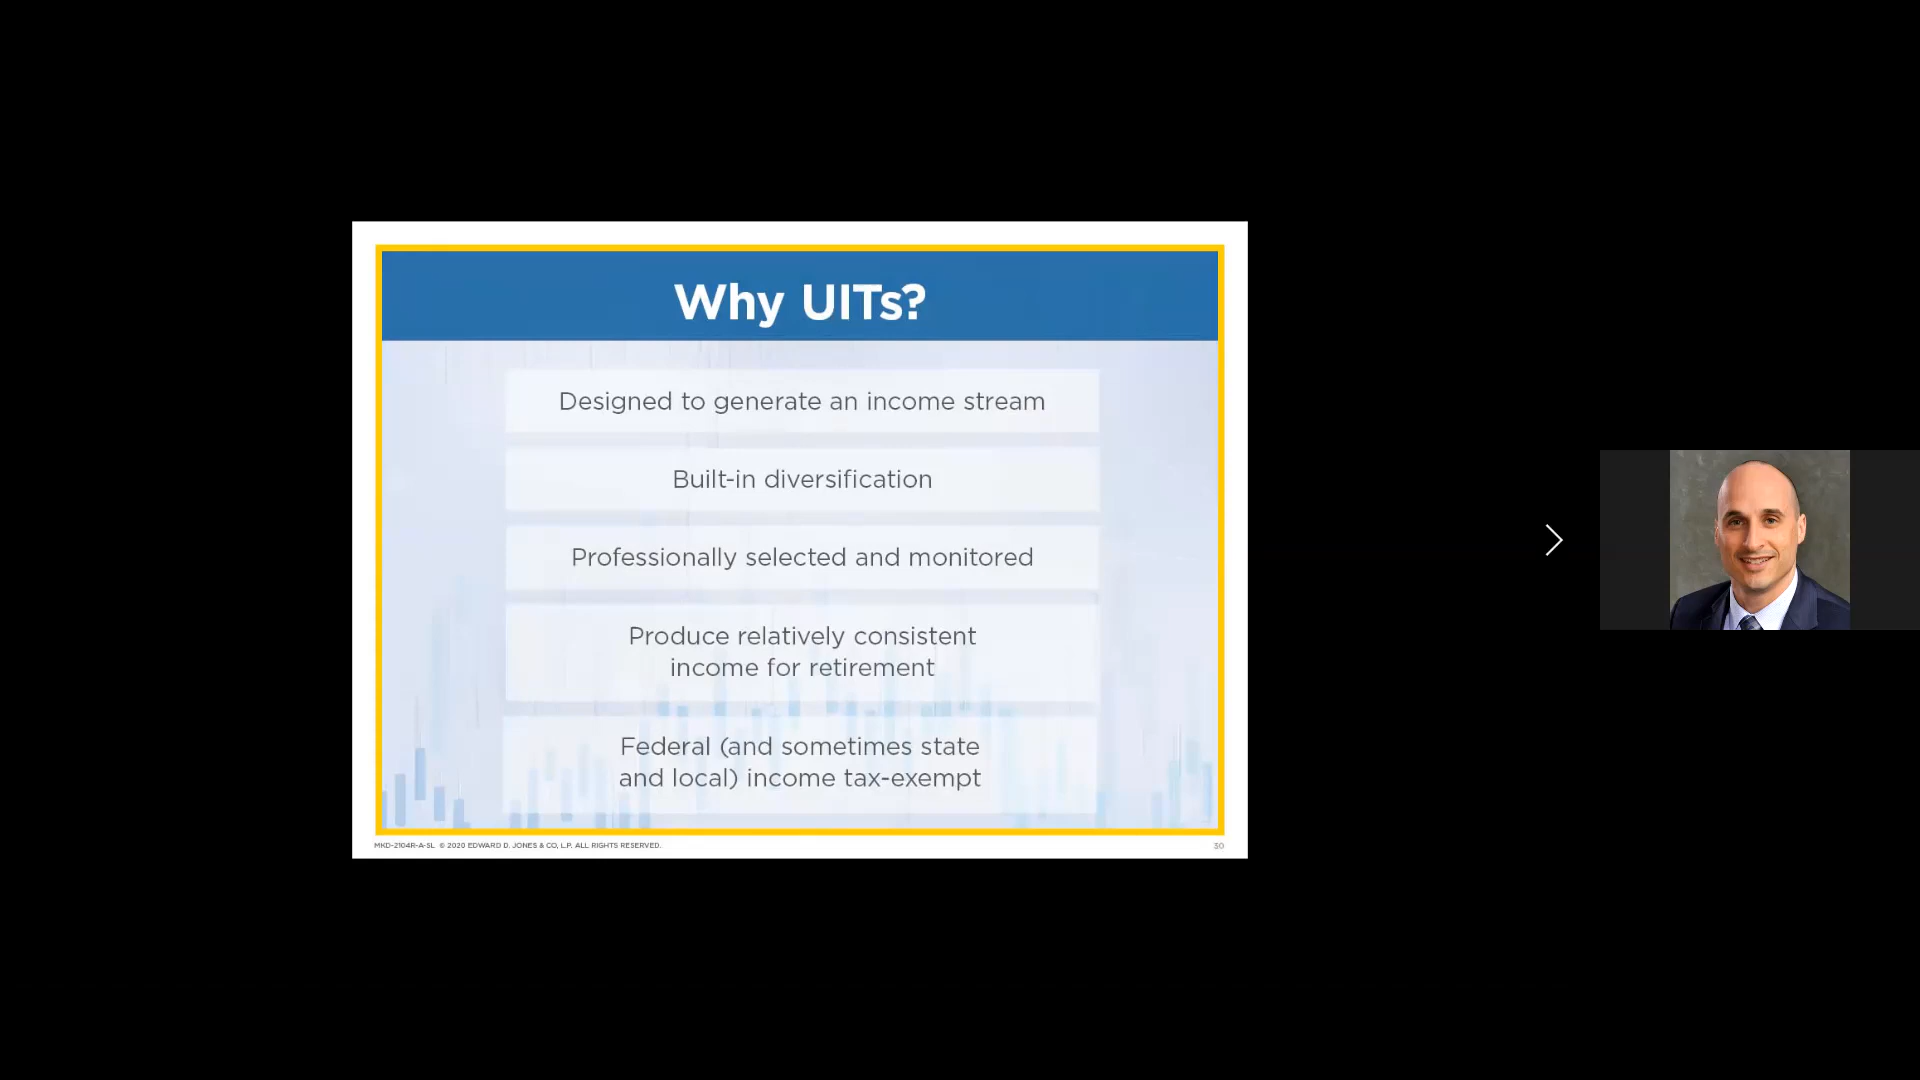 Why UITs?
Designed to generate an income stream
Built-in diversification
Professionally selected and monitored
Produce relatively consistent
income for retirement
Federal (and sometimes state
and local) income tax-exempt
MKD-2104R-A-SL © 2020 EDWARD D. JONES & CO, L.P. ALL RIGHTS RESERVED.
30